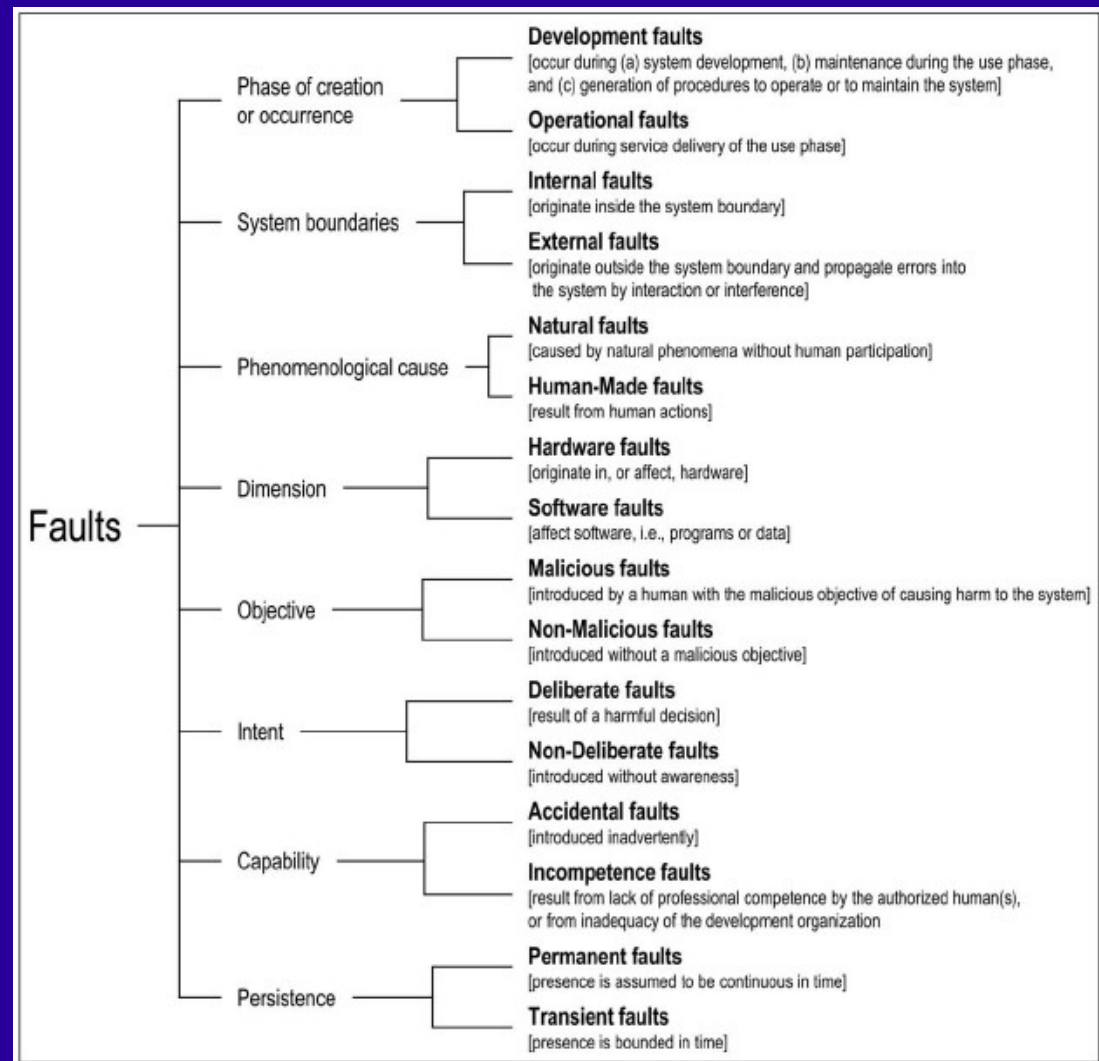 Development faults
[occur during (a) system development, (b) maintenance during the use phase,
and (c) generation of procedures to operate or to maintain the system]
Phase of creation
or occurrence
Operational faults
[occur during service delivery of the use phase]
Internal faults
[originate inside the system boundary]
System boundaries
External faults
[originate outside the system boundary and propagate errors into
the system by interaction or interference]
Natural faults
[caused by natural phenomena without human participation]
Phenomenological cause
Human-Made faults
[result from human actions]
Hardware faults
[originate in, or affect, hardware]
Dimension
Software faults
[affect software, i.e., programs or data]
Faults
Malicious faults
[introduced by a human with the malicious objective of causing harm to the system]
Objective
Non-Malicious faults
[introduced without a malicious objective]
Deliberate faults
[result of a harmful decision]
Intent
Non-Deliberate faults
[introduced without awareness]
Accidental faults
[introduced inadvertently]
Capability
Incompetence faults
[result from lack of professional competence by the authorized human(s),
or from inadequacy of the development organization
Permanent faults
[presence is assumed to be continuous in time]
Persistence
Transient faults
[presence is bounded in time]